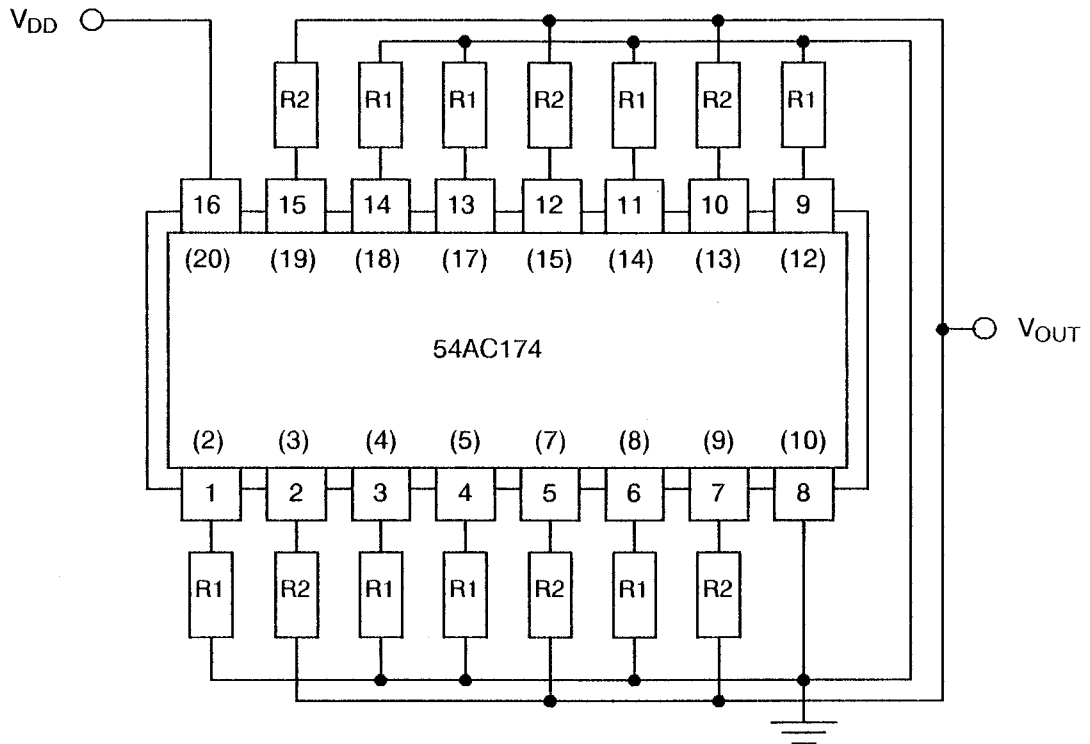 VDD
R2 R1 R1 R2 R1 R2 R1
16 15 14 13 12 11 10 9
(20) (19) (18) (17) (15) (14) (13) (12)
VOUT
54AC174
(2) (3) (4) (5) (7) (8) (9) (10)
1 2 3 4 5 6 7 8
R1 R2 R1 R1 R2 R1 R2